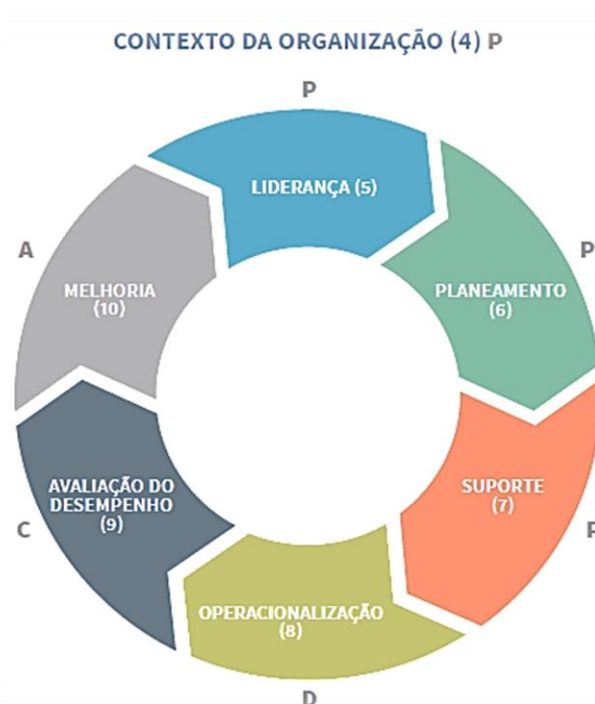 CONTEXTO DA ORGANIZAÇÃO (4) P
P
LIDERANÇA (5)
A
P
MELHORIA
(10)
PLANEAMENTO
(6)
AVALIAÇÃO DO
DESEMPENHO
(9)
SUPORTE
(7)
C
P
OPERACIONALIZAÇÃO
(8)
D